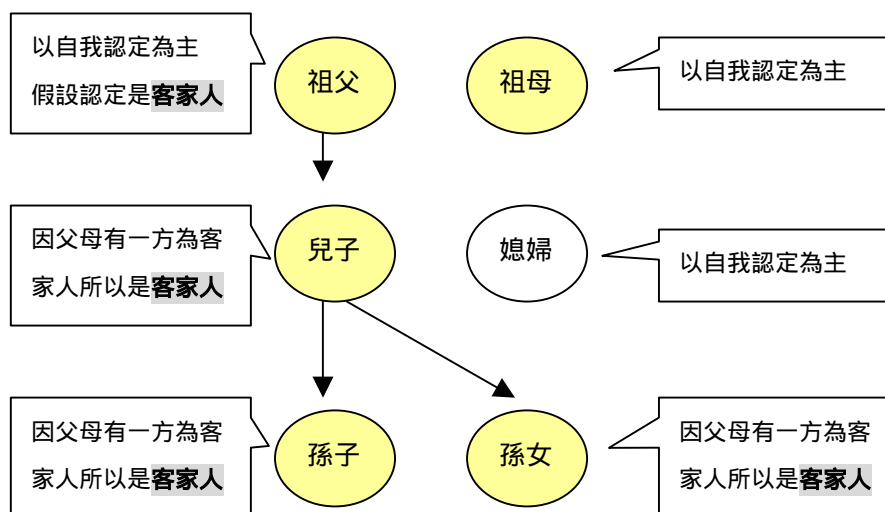 以自我認定為主
假設認定是客家人
祖父
祖母
以自我認定為主
因父母有一方為客
家人所以是客家人
兒子
媳婦
以自我認定為主
因父母有一方為客
家人所以是客家人
孫子
孫女
因父母有一方為客
家人所以是客家人